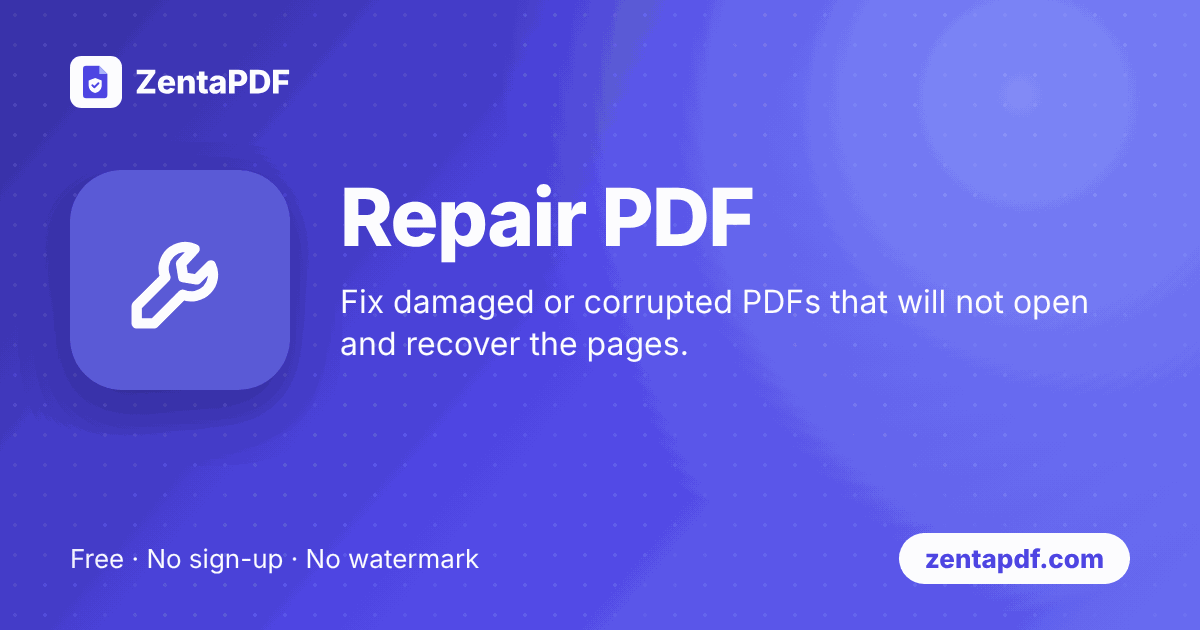 ZentaPDF
Repair PDF
Fix damaged or corrupted PDFs that will not open
and recover the pages.
Free · No sign-up · No watermark
zentapdf.com